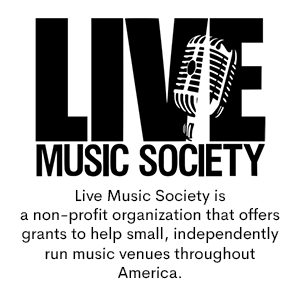 LIVE
MUSIC SOCIETY
Live Music Society is
a non-profit organization that offers
grants to help small, independently
run music venues throughout
America.